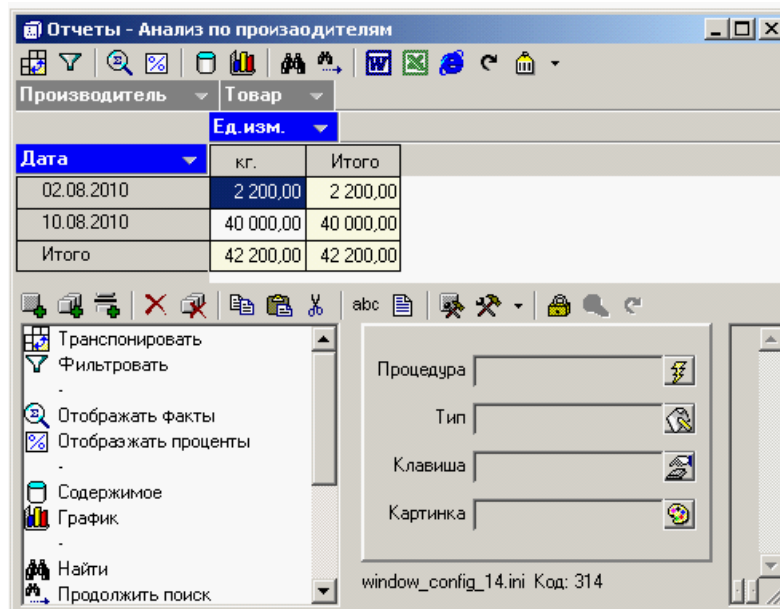 Отчеты - Анализ по произаодителям
Производитель Товар
Ед.изм.
Дата кг. Итого
02.08.2010 2 200,00 2 200,00
10.08.2010 40 000,00 40 000,00
Итого 42 200,00 42 200,00
abc
Транспонировать
Фильтровать
-
Отображать факты
Отобразжать проценты
-
Содержимое
График
-
Найти
Продолжить поиск
Процедура
Тип
Клавиша
Картинка
window_config_14.ini Код: 314